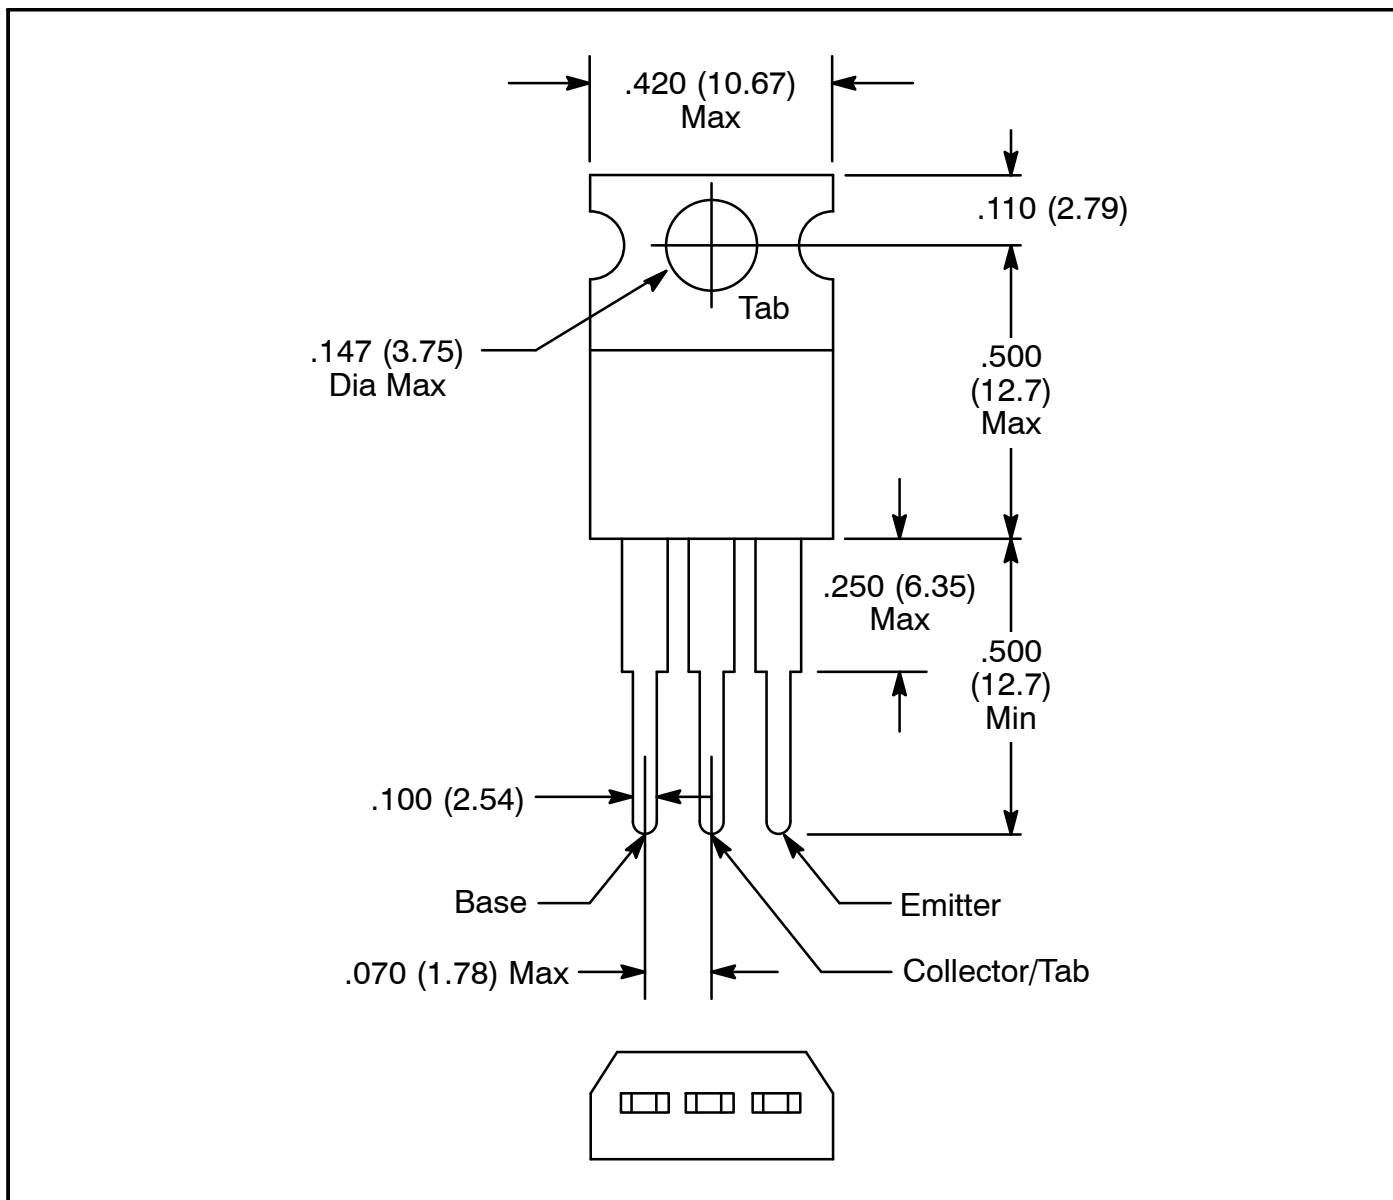 .420 (10.67)
Max
.110 (2.79)
Tab
.147 (3.75)
Dia Max
.500
(12.7)
Max
.250 (6.35)
Max
.500
(12.7)
Min
.100 (2.54)
Base
Emitter
.070 (1.78) Max
Collector/Tab